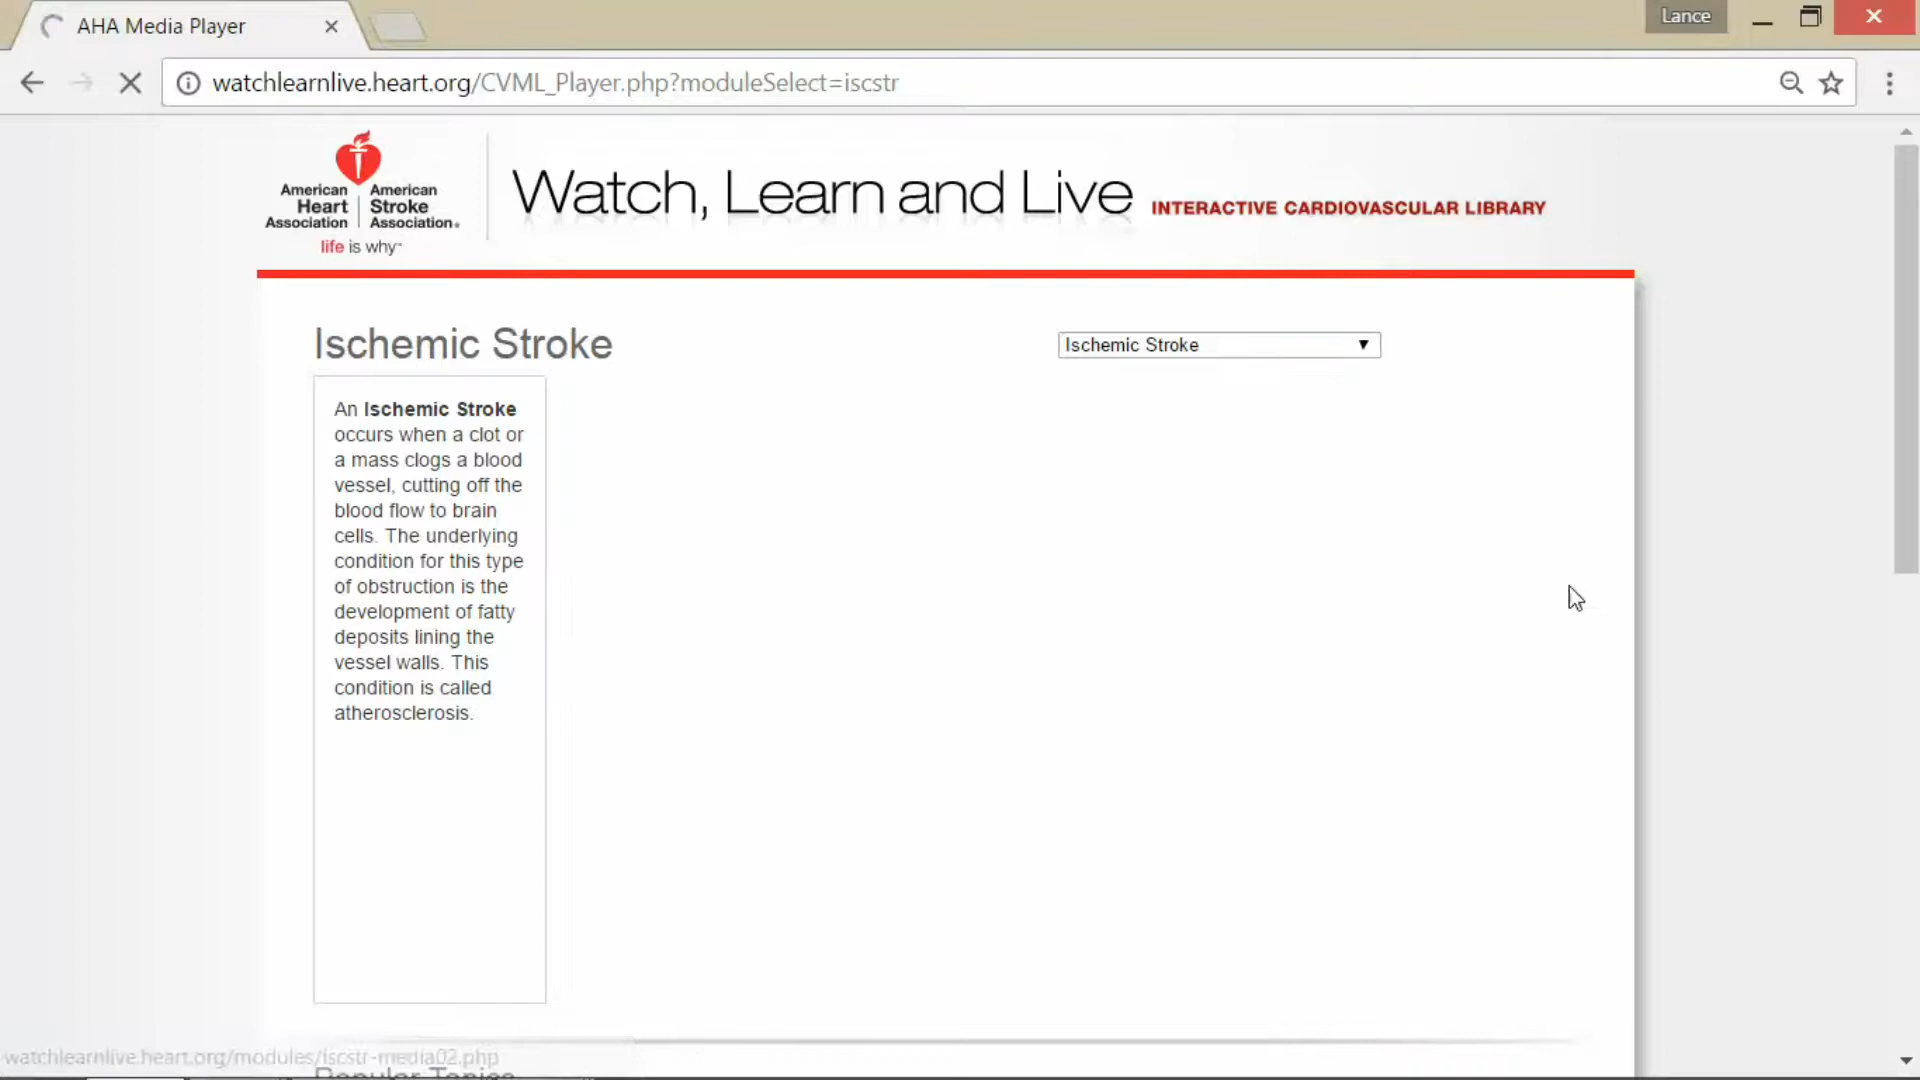 AHA Media Player
Lance
watchlearnlive.heart.org/CVML_Player.php?moduleSelect=iscstr
American Heart Association
American Stroke Association®
life is why™
Watch, Learn and Live INTERACTIVE CARDIOVASCULAR LIBRARY
Ischemic Stroke
Ischemic Stroke
An Ischemic Stroke
occurs when a clot or
a mass clogs a blood
vessel, cutting off the
blood flow to brain
cells. The underlying
condition for this type
of obstruction is the
development of fatty
deposits lining the
vessel walls. This
condition is called
atherosclerosis.
watchlearnlive.heart.org/modules/iscstr-media02.php
Popular Topics